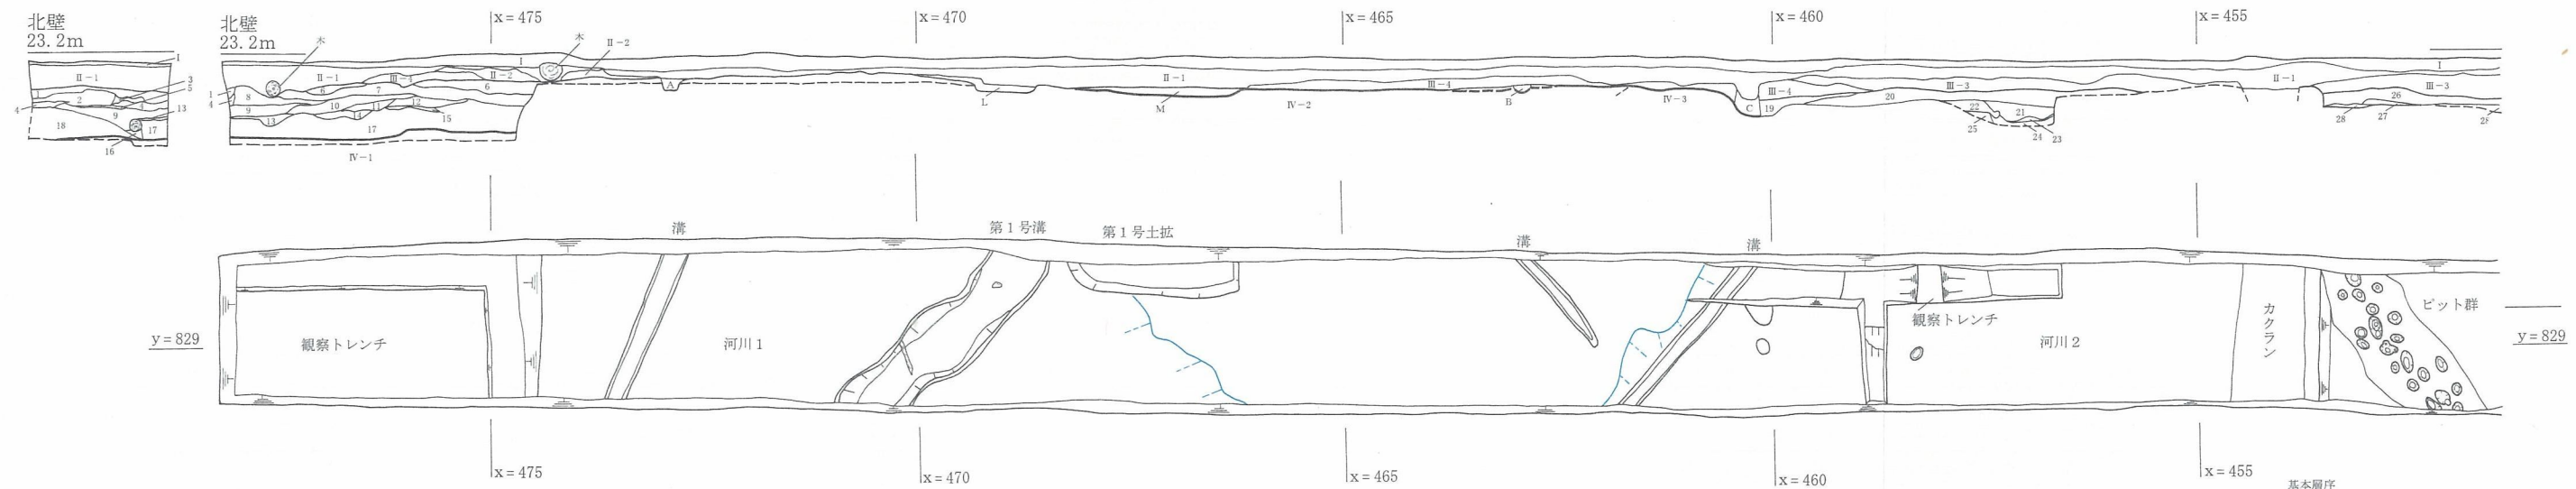 北壁
23.2m
I
II-1
3
5
2
4
13
4
9
18
17
16
北壁
23.2m
木
木
II-2
x=475
x=470
x=465
x=460
x=455
I
II-1
III-4
II-2
1
4
8
6
7
6
9
10
11
12
13
14
15
17
IV-1
A
L
M
II-1
IV-2
III-4
B
IV-3
C
19
III-4
20
III-3
22
21
25
24
23
II-1
I
III-3
26
28
27
28
溝
第1号溝
第1号土拡
溝
溝
y=829
観察トレンチ
河川1
観察トレンチ
河川2
カクラン
ピット群
y=829
x=475
x=470
x=465
x=460
x=455
基本層序